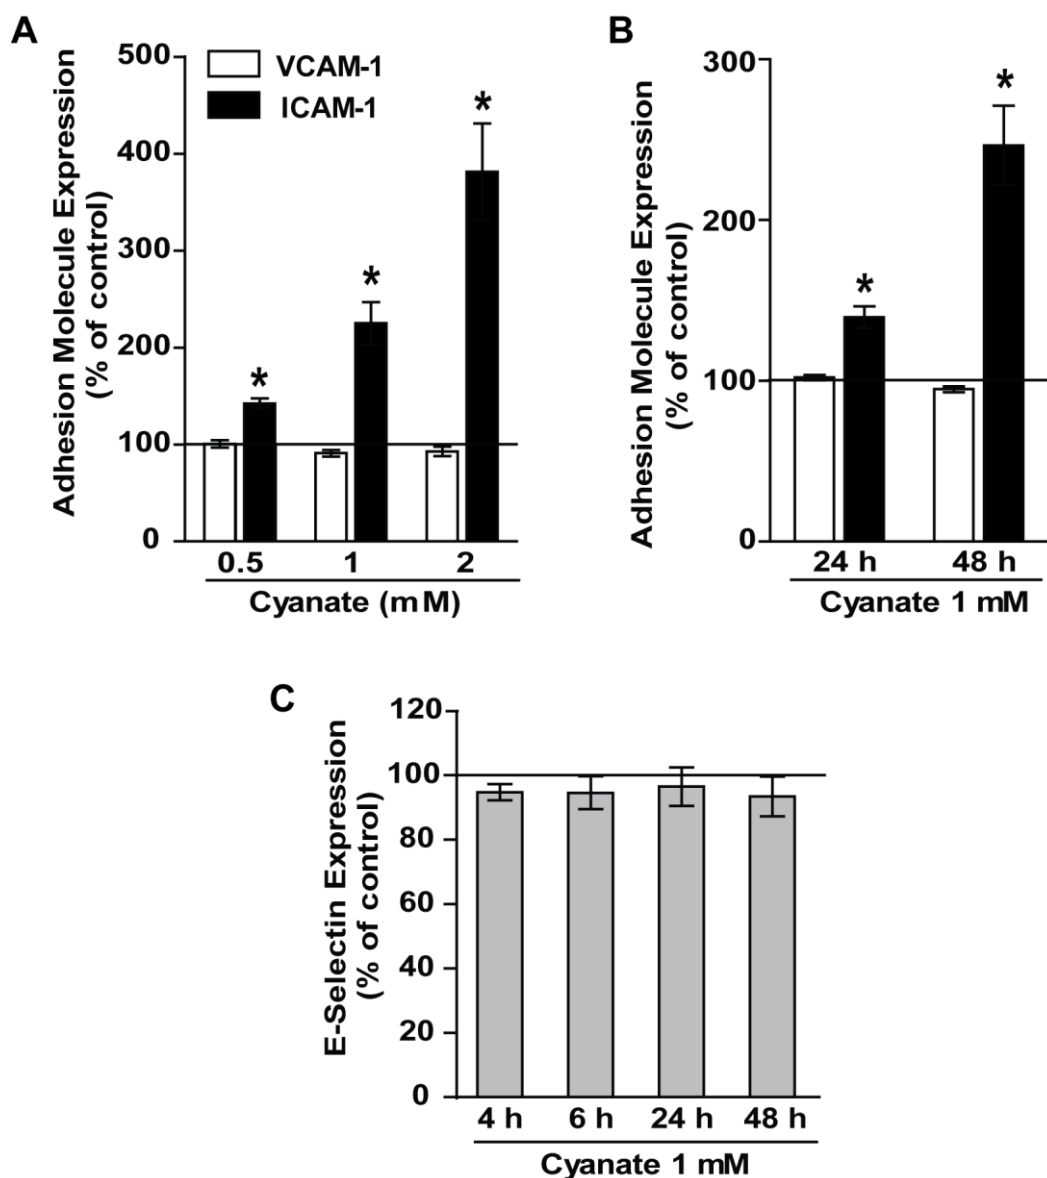 A
Adhesion Molecule Expression
(% of control)
500
400
300
200
100
0
VCAM-1
ICAM-1
*
*
*
0.5 1 2
Cyanate (mM)
B
Adhesion Molecule Expression
(% of control)
300
200
100
0
*
*
24 h 48 h
Cyanate 1 mM
C
E-Selectin Expression
(% of control)
120
100
80
60
40
20
0
4 h 6 h 24 h 48 h
Cyanate 1 mM